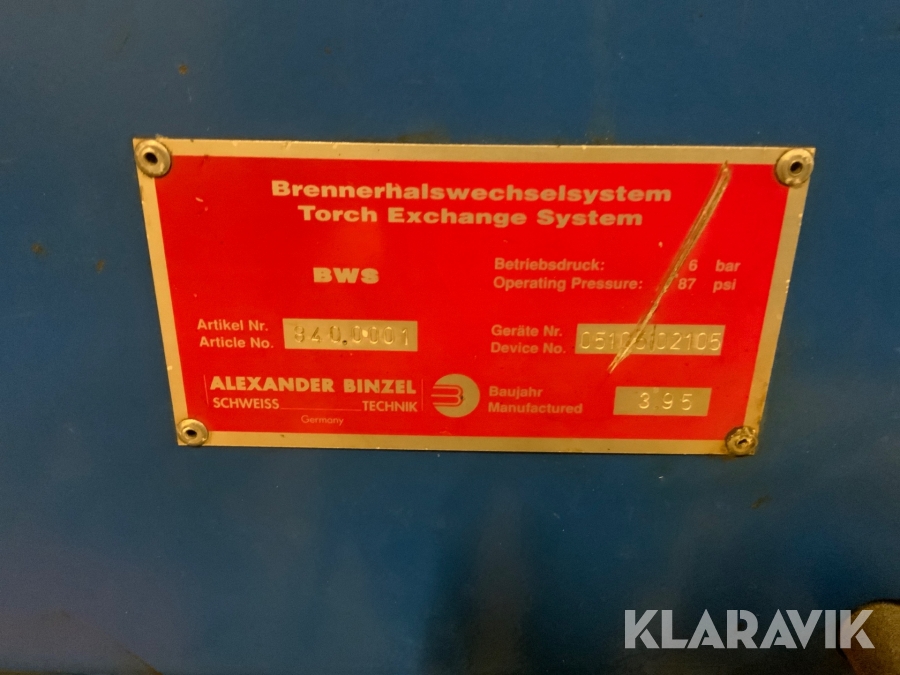 Brennerhalswechselsystem
Torch Exchange System
BWS
Betriebsdruck: 6 bar
Operating Pressure: 87 psi
Artikel Nr.
Article No. 840.0001
Geräte Nr.
Device No.
ALEXANDER BINZEL
SCHWEISS TECHNIK
Germany
Baujahr
Manufactured 3.95
KLARAVIK